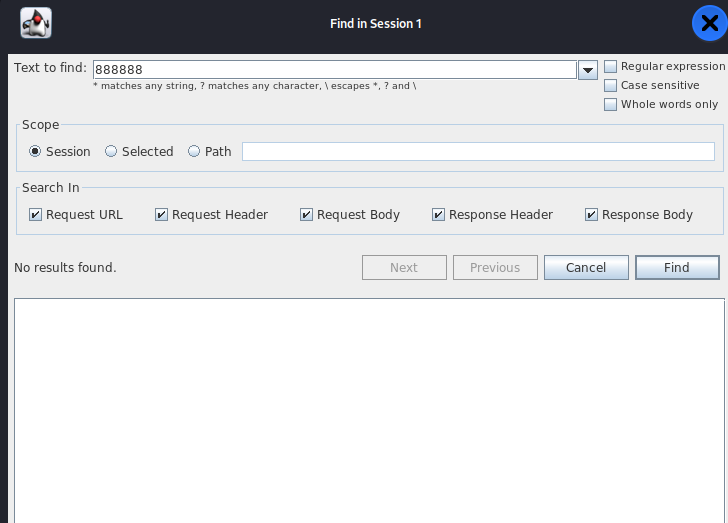 Find in Session 1
Text to find: 888888
Regular expression
* matches any string, ? matches any character, \ escapes *, ? and \
Case sensitive
Whole words only
Scope
Session Selected Path
Search In
Request URL Request Header Request Body Response Header Response Body
No results found. Next Previous Cancel Find